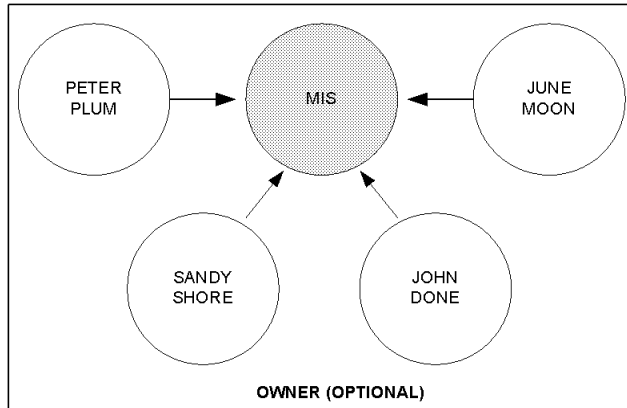 PETER
PLUM
MIS
JUNE
MOON
SANDY
SHORE
JOHN
DONE
OWNER (OPTIONAL)